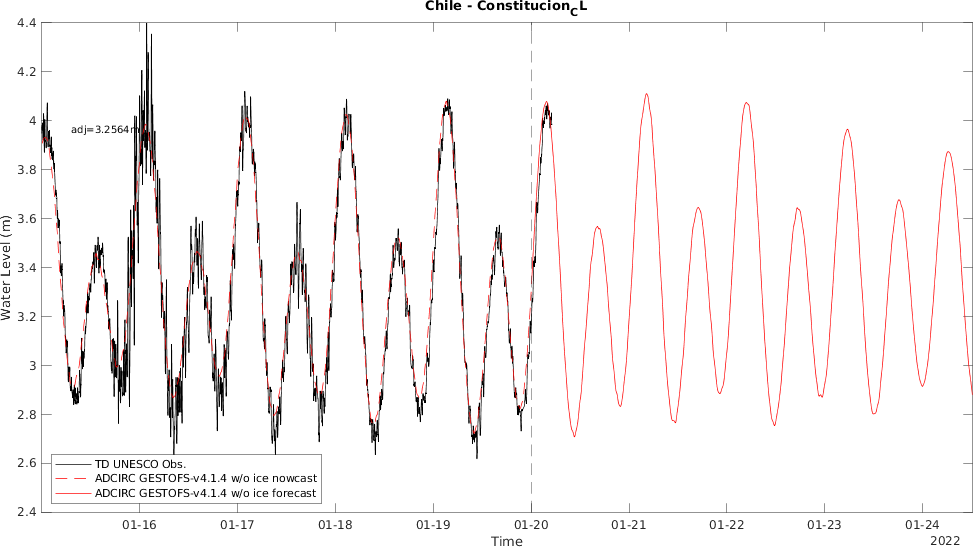 Chile - Constitucion_CL
4.4
4.2
4
3.8
3.6
3.4
3.2
3
2.8
2.6
2.4
Water Level (m)
adj=3.2564m
TD UNESCO Obs.
ADCIRC GESTOFS-v4.1.4 w/o ice nowcast
ADCIRC GESTOFS-v4.1.4 w/o ice forecast
01-16 01-17 01-18 01-19 01-20 01-21 01-22 01-23 01-24
Time
2022